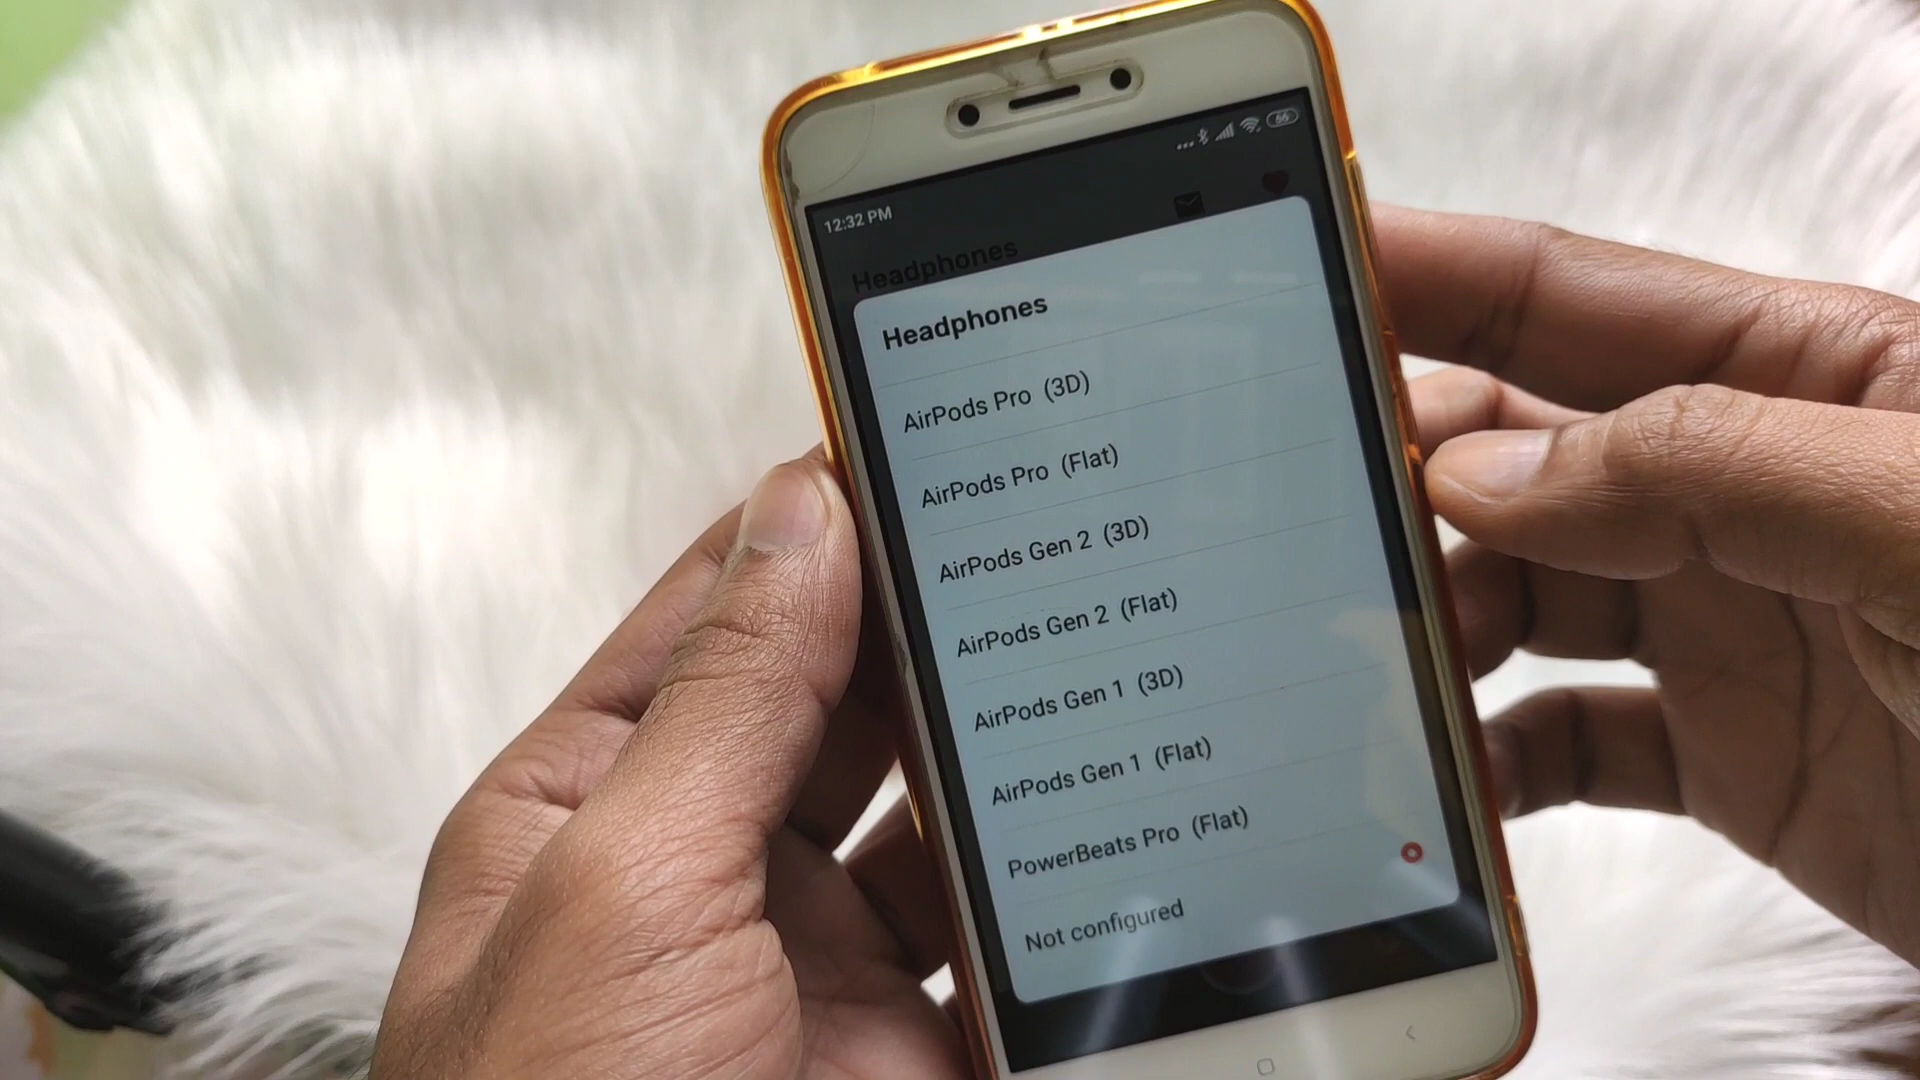 12:32 PM
66
Headphones
Headphones
AirPods Pro (3D)
AirPods Pro (Flat)
AirPods Gen 2 (3D)
AirPods Gen 2 (Flat)
AirPods Gen 1 (3D)
AirPods Gen 1 (Flat)
PowerBeats Pro (Flat)
Not configured